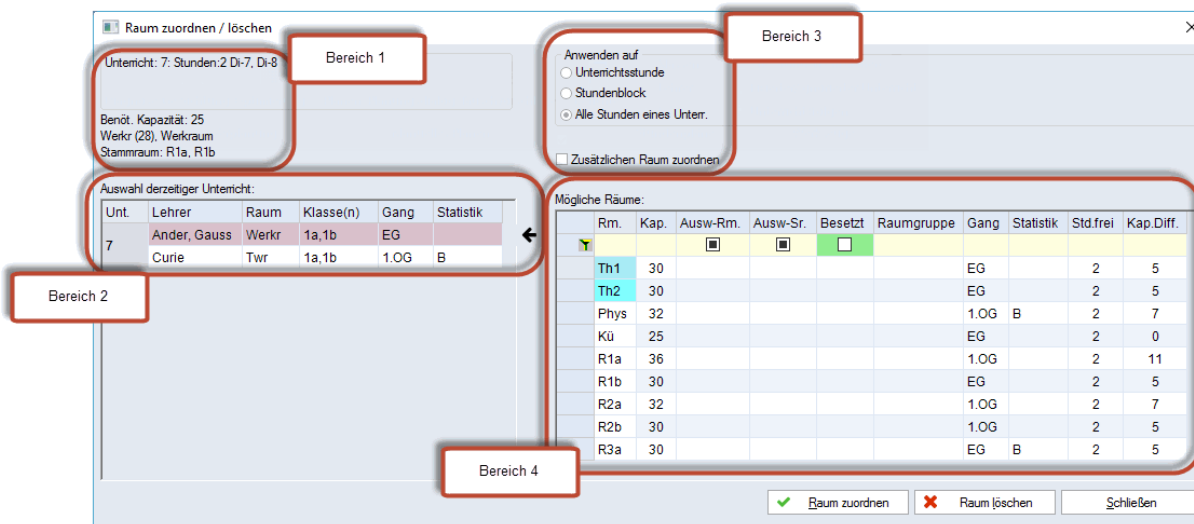 Raum zuordnen / löschen
Bereich 1
Unterricht: 7: Stunden:2 Di-7, Di-8
Benöt. Kapazität: 25
Werkr (28), Werkraum
Stammraum: R1a, R1b
Bereich 3
Anwenden auf
Unterrichtsstunde
Stundenblock
Alle Stunden eines Unterr.
Zusätzlichen Raum zuordnen
Auswahl derzeitiger Unterricht:
Unt. Lehrer Raum Klasse(n) Gang Statistik
7
Ander, Gauss Werkr 1a,1b EG
Curie Twr 1a,1b 1.OG B
Bereich 2
Mögliche Räume:
Rm. Kap. Ausw-Rm. Ausw-Sr. Besetzt Raumgruppe Gang Statistik Std.frei Kap.Diff.
Th1 30 EG 2 5
Th2 30 EG 2 5
Phys 32 1.OG B 2 7
Kü 25 EG 2 0
R1a 36 1.OG 2 11
R1b 30 EG 2 5
R2a 32 1.OG 2 7
R2b 30 1.OG 2 5
R3a 30 EG B 2 5
Bereich 4
Raum zuordnen Raum löschen Schließen